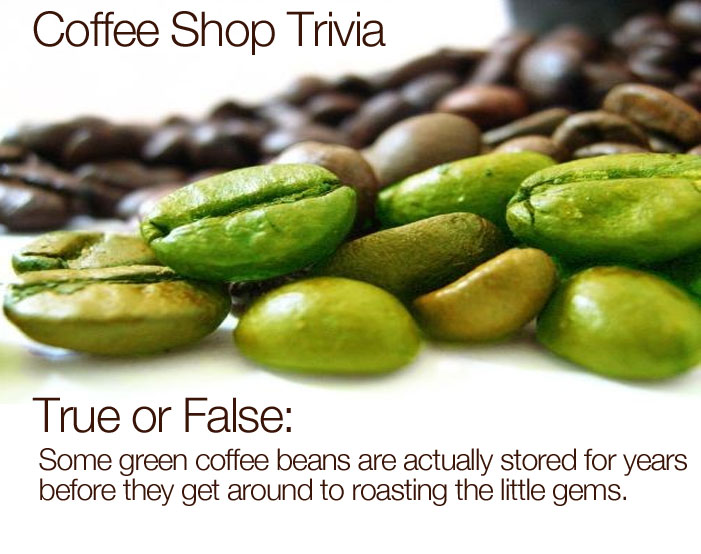 Coffee Shop Trivia
True or False:
Some green coffee beans are actually stored for years
before they get around to roasting the little gems.